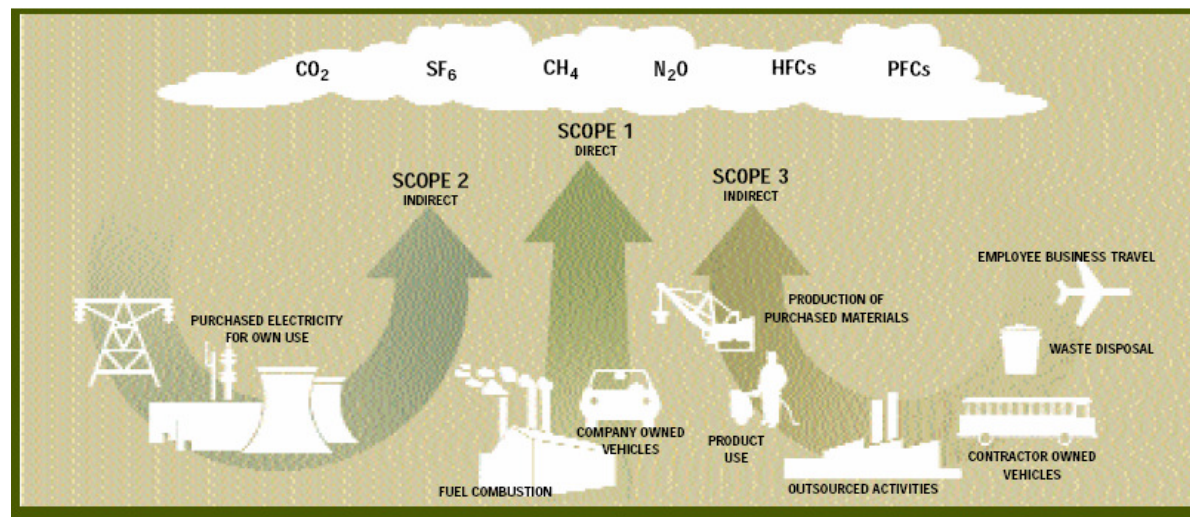 CO₂ SF₆ CH₄ N₂O HFCs PFCs
SCOPE 1
DIRECT
SCOPE 2
INDIRECT
SCOPE 3
INDIRECT
EMPLOYEE BUSINESS TRAVEL
PURCHASED ELECTRICITY
FOR OWN USE
PRODUCTION OF
PURCHASED MATERIALS
WASTE DISPOSAL
COMPANY OWNED
VEHICLES
PRODUCT
USE
CONTRACTOR OWNED
VEHICLES
FUEL COMBUSTION
OUTSOURCED ACTIVITIES